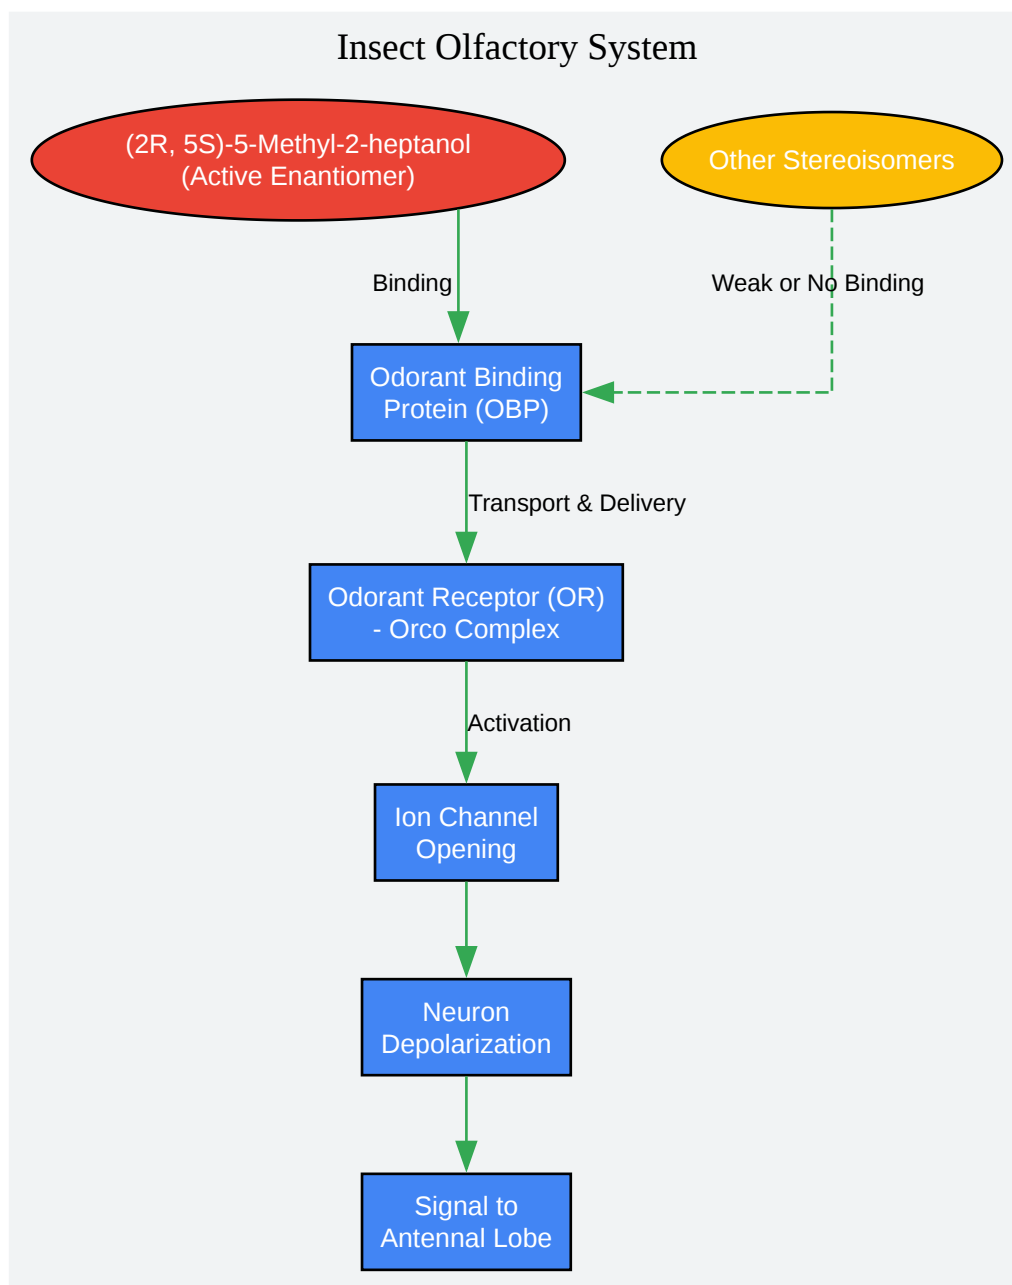 Insect Olfactory System
(2R, 5S)-5-Methyl-2-heptanol
(Active Enantiomer)
Other Stereoisomers
Binding
Weak or No Binding
Odorant Binding
Protein (OBP)
Transport & Delivery
Odorant Receptor (OR)
- Orco Complex
Activation
Ion Channel
Opening
Neuron
Depolarization
Signal to
Antennal Lobe